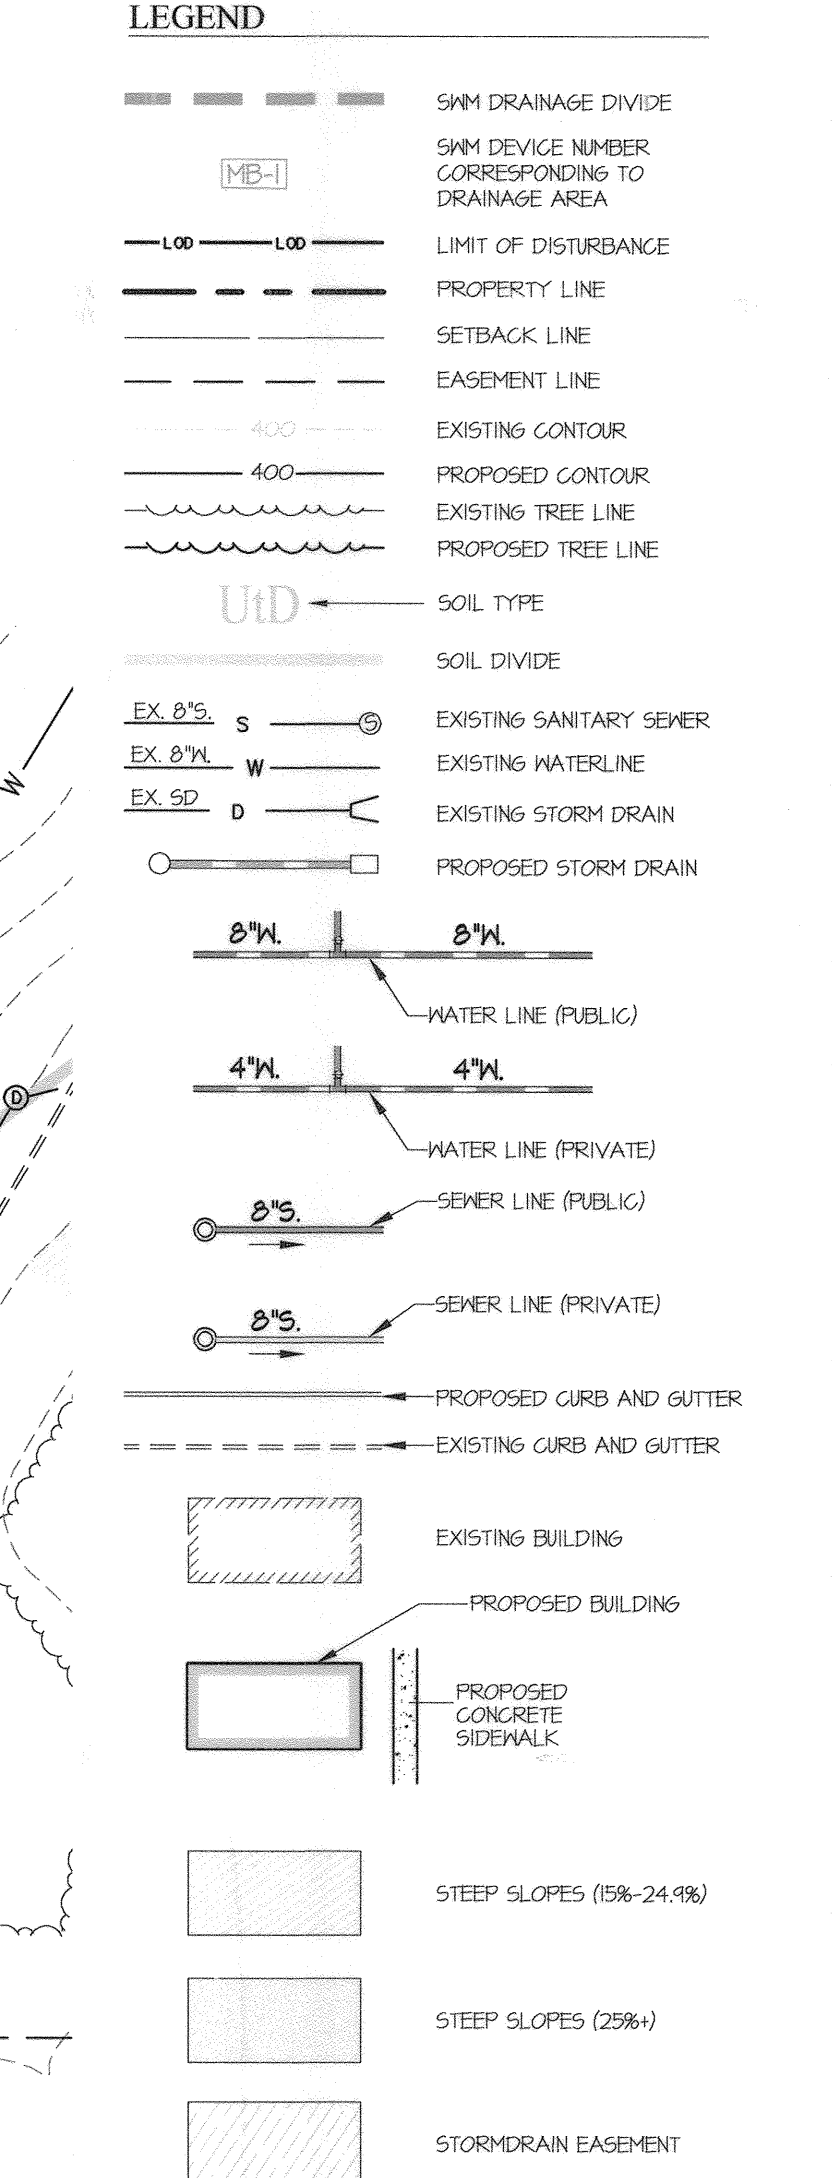 LEGEND
SWM DRAINAGE DIVIDE
MB-1
SWM DEVICE NUMBER
CORRESPONDING TO
DRAINAGE AREA
LOD LOD
LIMIT OF DISTURBANCE
PROPERTY LINE
SETBACK LINE
EASEMENT LINE
400
EXISTING CONTOUR
400
PROPOSED CONTOUR
EXISTING TREE LINE
PROPOSED TREE LINE
UtD
SOIL TYPE
SOIL DIVIDE
EX. 8"S. S S
EXISTING SANITARY SEWER
EX. 8"W. W
EXISTING WATERLINE
W
EX. SD D
EXISTING STORM DRAIN
PROPOSED STORM DRAIN
8"W. 8"W.
WATER LINE (PUBLIC)
4"W. 4"W.
D
WATER LINE (PRIVATE)
8"S.
SEWER LINE (PUBLIC)
8"S.
SEWER LINE (PRIVATE)
PROPOSED CURB AND GUTTER
EXISTING CURB AND GUTTER
EXISTING BUILDING
PROPOSED BUILDING
PROPOSED
CONCRETE
SIDEWALK
STEEP SLOPES (15%-24.9%)
STEEP SLOPES (25%+)
STORMDRAIN EASEMENT